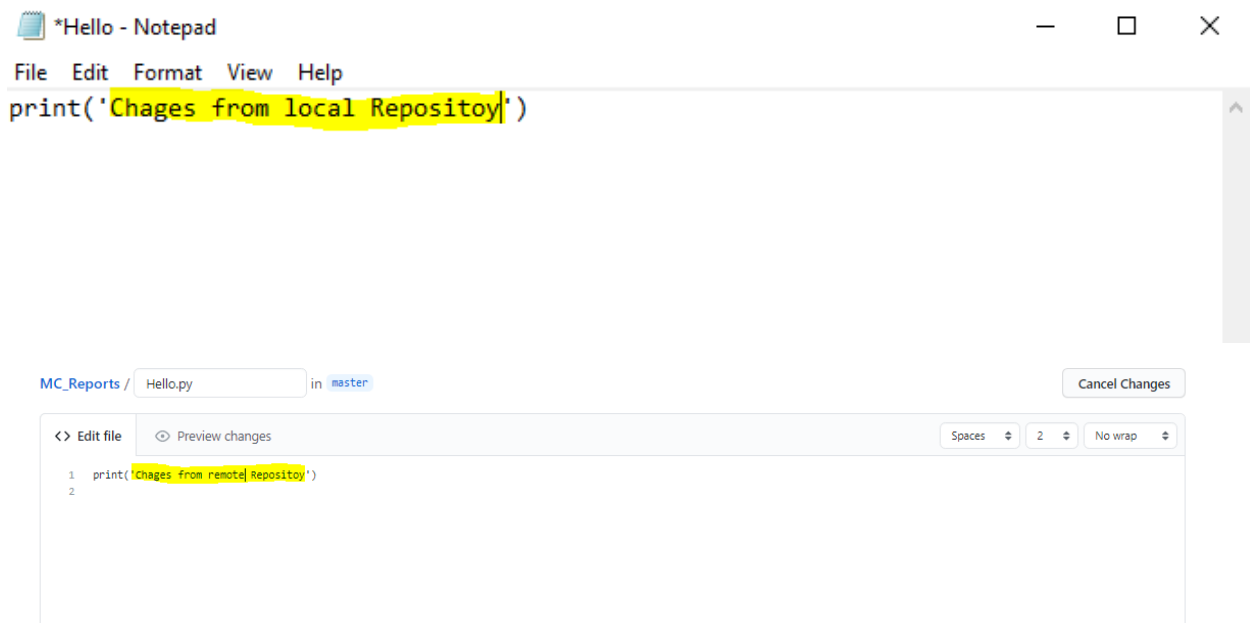 *Hello - Notepad
File Edit Format View Help
print('Chages from local Repositoy')
MC_Reports / Hello.py in master Cancel Changes
<> Edit file Preview changes Spaces 2 No wrap
1 print('Chages from remote Repositoy')
2